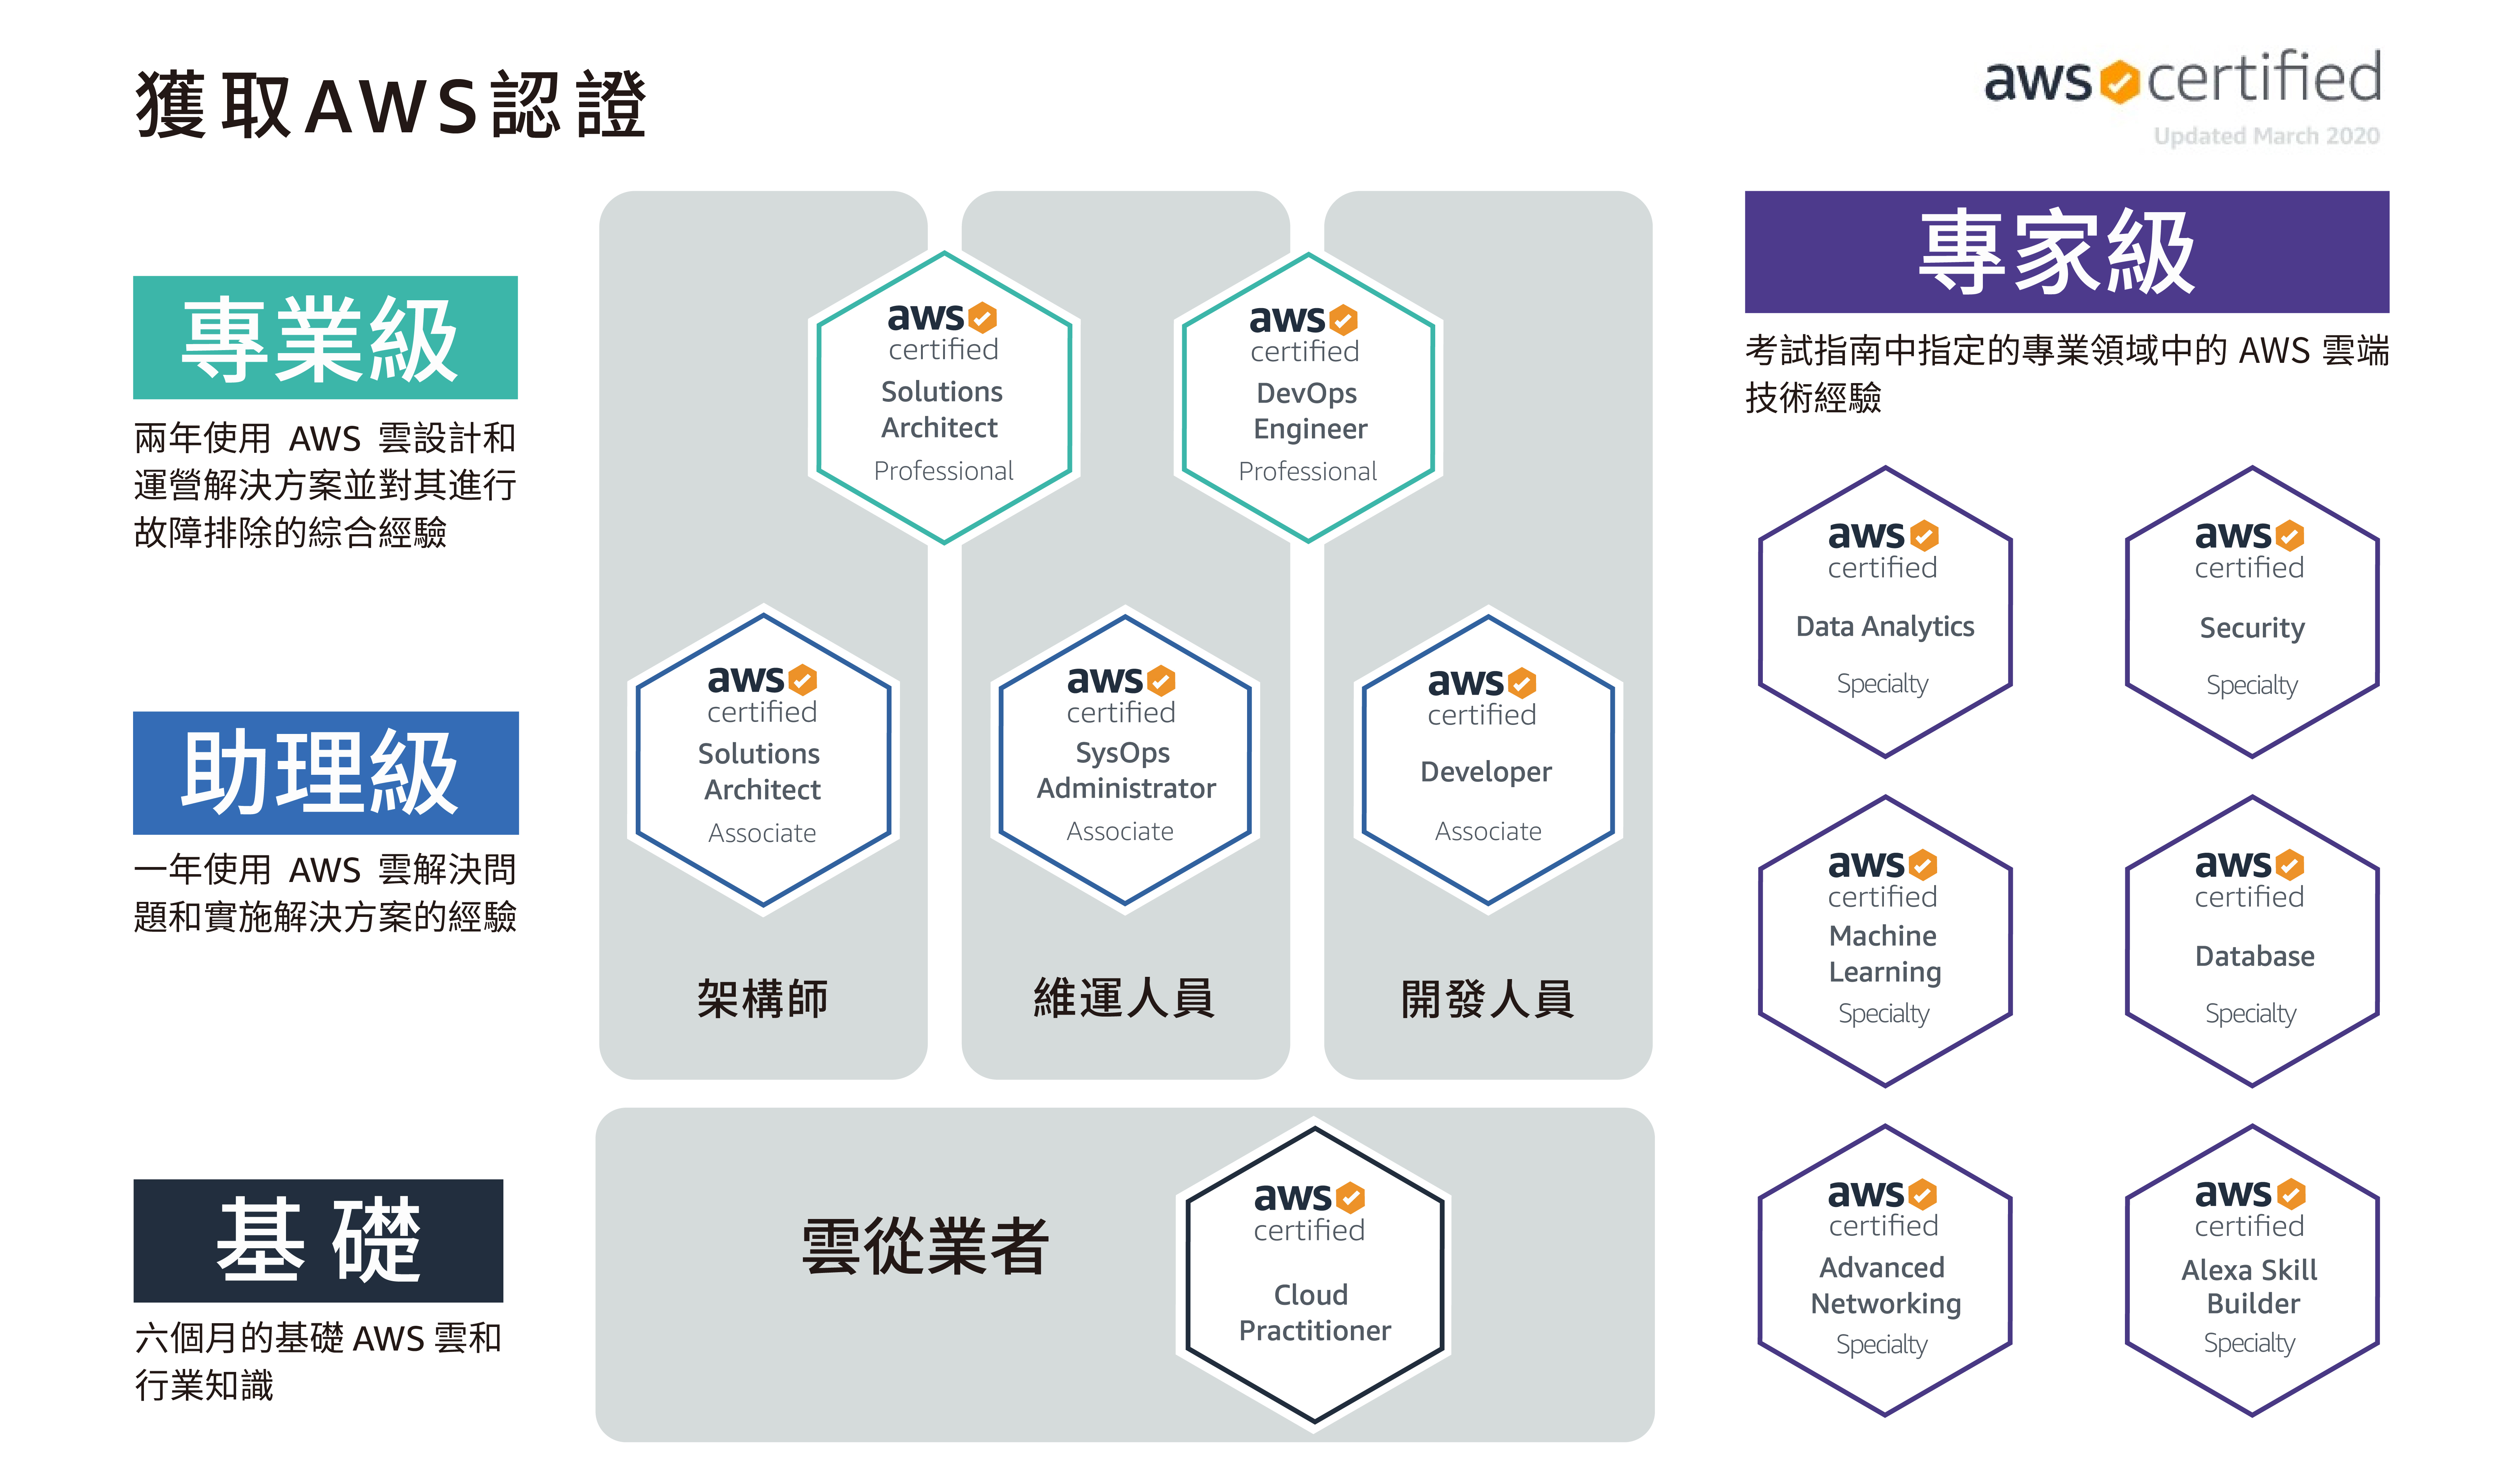 獲取AWS認證
aws certified
Updated March 2020
專業級
兩年使用 AWS 雲設計和
運營解決方案並對其進行
故障排除的綜合經驗
aws
certified
Solutions
Architect
Professional
aws
certified
DevOps
Engineer
Professional
助理級
一年使用 AWS 雲解決問
題和實施解決方案的經驗
aws
certified
Solutions
Architect
Associate
aws
certified
SysOps
Administrator
Associate
aws
certified
Developer
Associate
架構師
維運人員
開發人員
基礎
六個月的基礎 AWS 雲和
行業知識
雲從業者
aws
certified
Cloud
Practitioner
專家級
考試指南中指定的專業領域中的 AWS 雲端
技術經驗
aws
certified
Data Analytics
Specialty
aws
certified
Security
Specialty
aws
certified
Machine
Learning
Specialty
aws
certified
Database
Specialty
aws
certified
Advanced
Networking
Specialty
aws
certified
Alexa Skill
Builder
Specialty